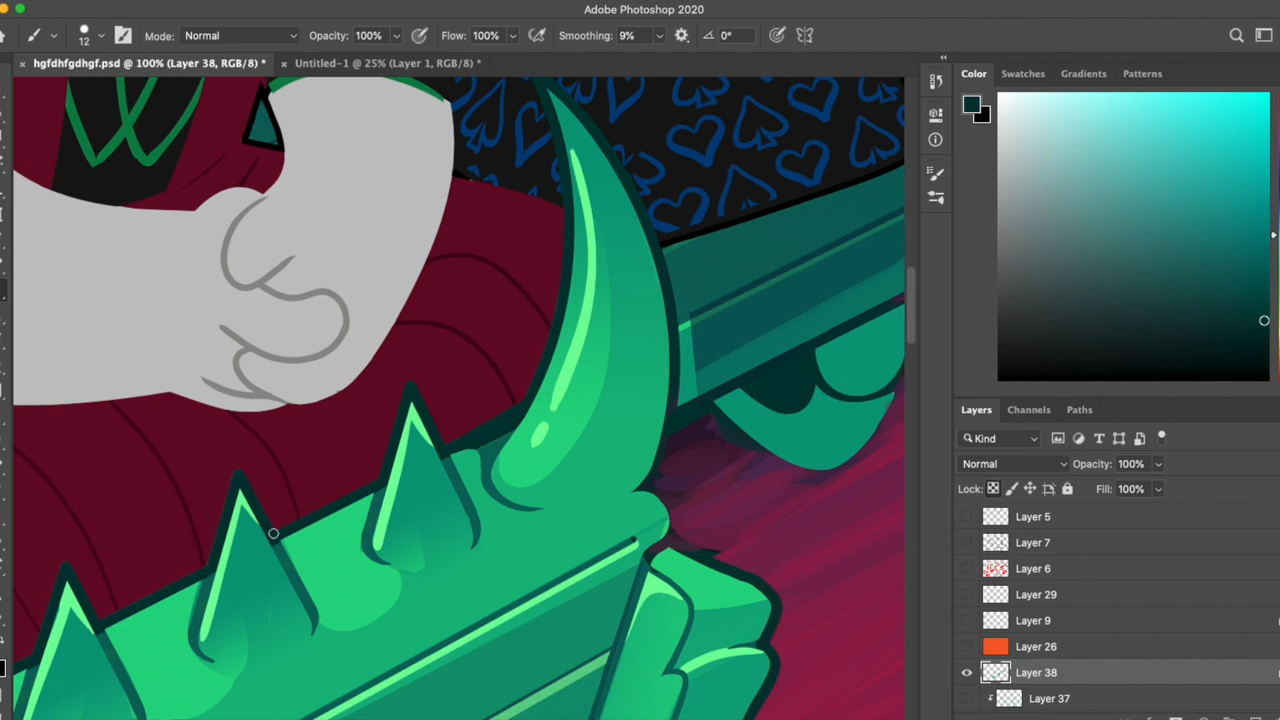 Adobe Photoshop 2020
12 Mode: Normal Opacity: 100% Flow: 100% Smoothing: 9% 0°
hgfdhfgdhgf.psd @ 100% (Layer 38, RGB/8) * Untitled-1 @ 25% (Layer 1, RGB/8) *
Color Swatches Gradients Patterns
Layers Channels Paths
Kind
Normal Opacity: 100%
Lock: Fill: 100%
Layer 5
Layer 7
Layer 6
Layer 29
Layer 9
Layer 26
Layer 38
Layer 37